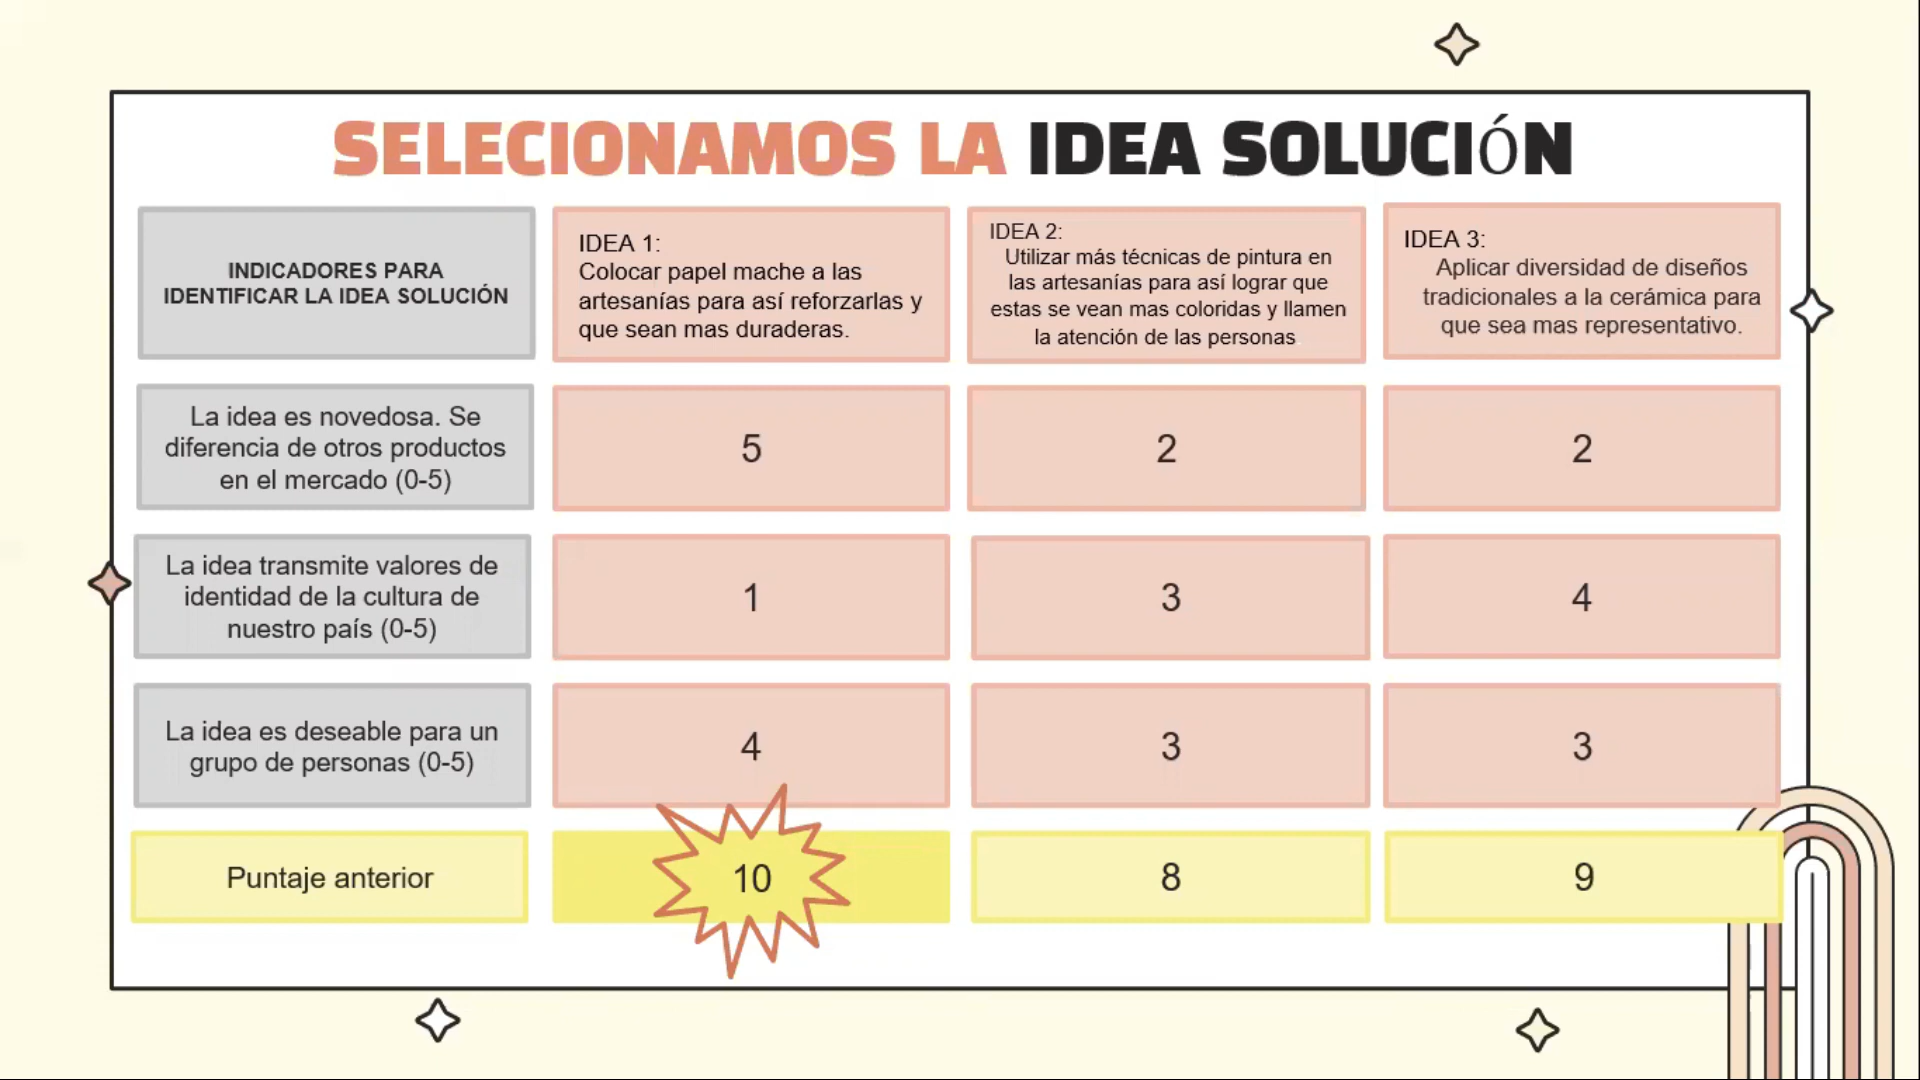 SELECIONAMOS LA IDEA SOLUCIÓN
INDICADORES PARA
IDENTIFICAR LA IDEA SOLUCIÓN
IDEA 1:
Colocar papel mache a las
artesanías para así reforzarlas y
que sean mas duraderas.
IDEA 2:
Utilizar más técnicas de pintura en
las artesanías para así lograr que
estas se vean mas coloridas y llamen
la atención de las personas
IDEA 3:
Aplicar diversidad de diseños
tradicionales a la cerámica para
que sea mas representativo.
La idea es novedosa. Se
diferencia de otros productos
en el mercado (0-5)
5
2
2
La idea transmite valores de
identidad de la cultura de
nuestro país (0-5)
1
3
4
La idea es deseable para un
grupo de personas (0-5)
4
3
3
Puntaje anterior
10
8
9